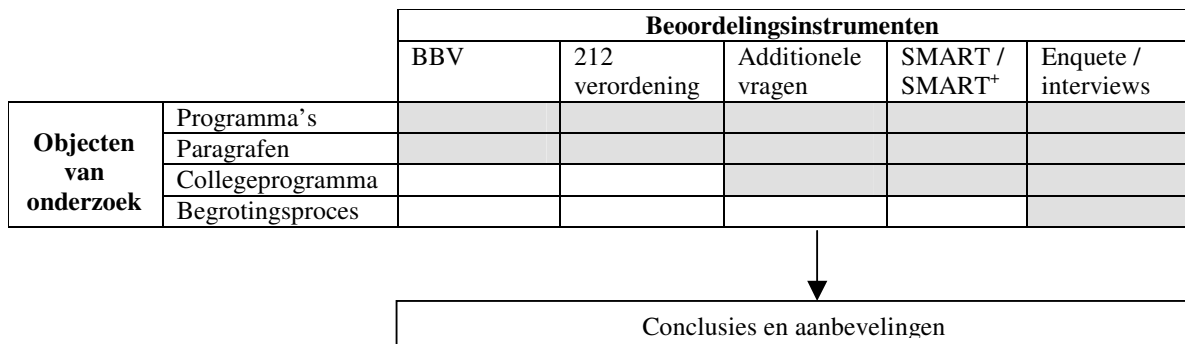 Beoordelingsinstrumenten
BBV 212 verordening Additionele vragen SMART / SMART⁺ Enquete / interviews
Objecten van onderzoek
Programma's
Paragrafen
Collegeprogramma
Begrotingsproces
Conclusies en aanbevelingen